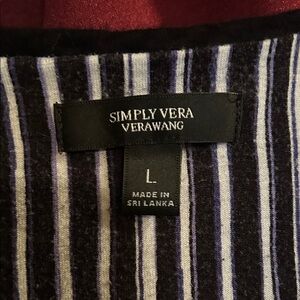 SIMPLY VERA
VERAWANG
L
MADE IN
SRI LANKA